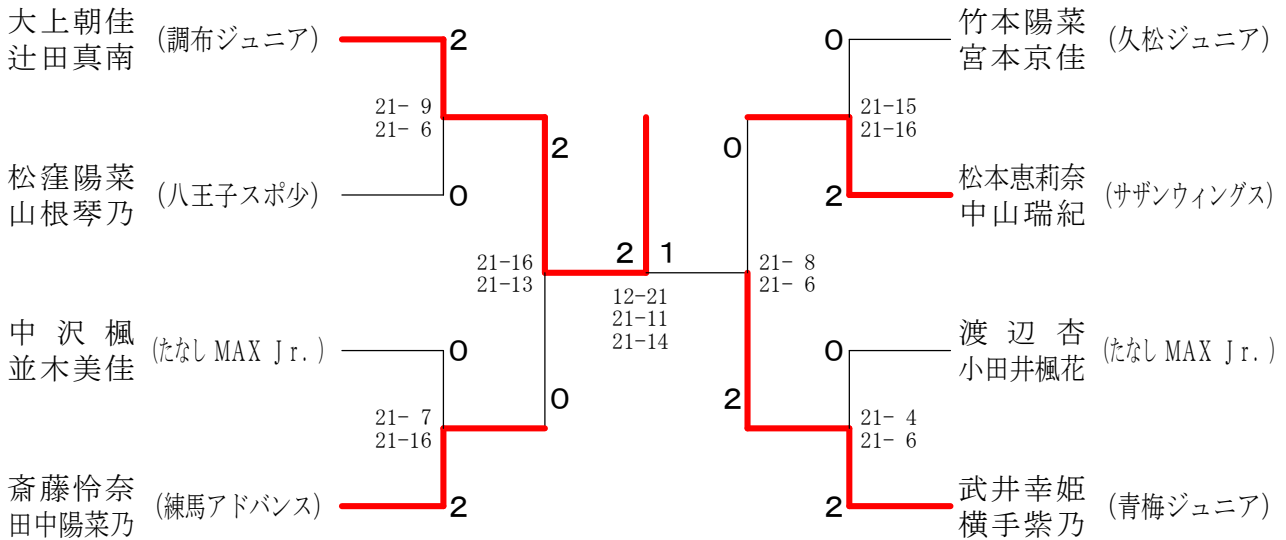 大上朝佳
辻田真南
(調布ジュニア)
2
21- 9
21- 6
松窪陽菜
山根琴乃
(八王子スポ少)
0
2
21-16
21-13
中沢楓
並木美佳
(たなし MAX Jr.)
0
21- 7
21-16
0
斎藤怜奈
田中陽菜乃
(練馬アドバンス)
2
2 1
12-21
21-11
21-14
竹本陽菜
宮本京佳
(久松ジュニア)
0
21-15
21-16
0
松本恵莉奈
中山瑞紀
(サザンウィングス)
2
21- 8
21- 6
渡辺杏
小田井楓花
(たなし MAX Jr.)
0
2
21- 4
21- 6
武井幸姫
横手紫乃
(青梅ジュニア)
2